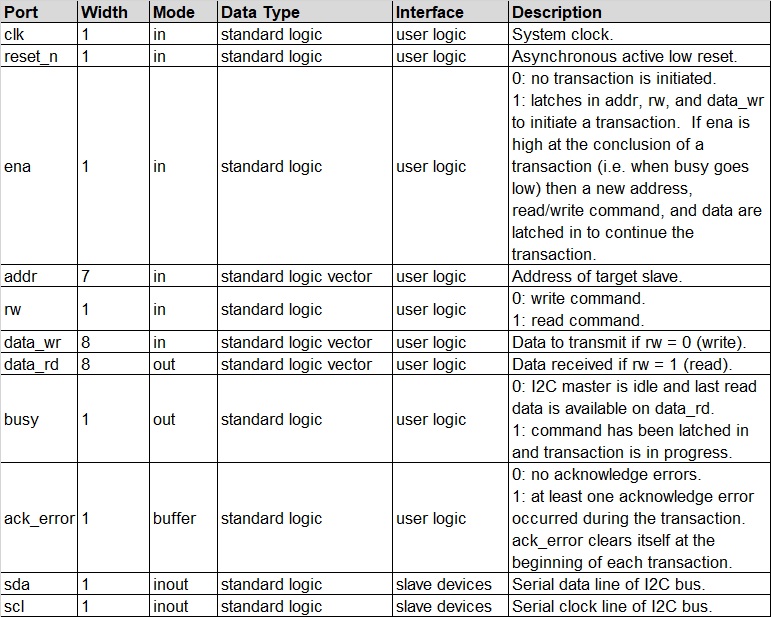 Port Width Mode Data Type Interface Description
clk 1 in standard logic user logic System clock.
reset_n 1 in standard logic user logic Asynchronous active low reset.
ena 1 in standard logic user logic 0: no transaction is initiated.
1: latches in addr, rw, and data_wr
to initiate a transaction.  If ena is
high at the conclusion of a
transaction (i.e. when busy goes
low) then a new address,
read/write command, and data are
latched in to continue the
transaction.
addr 7 in standard logic vector user logic Address of target slave.
rw 1 in standard logic user logic 0: write command.
1: read command.
data_wr 8 in standard logic vector user logic Data to transmit if rw = 0 (write).
data_rd 8 out standard logic vector user logic Data received if rw = 1 (read).
busy 1 out standard logic user logic 0: I2C master is idle and last read
data is available on data_rd.
1: command has been latched in
and transaction is in progress.
ack_error 1 buffer standard logic user logic 0: no acknowledge errors.
1: at least one acknowledge error
occurred during the transaction.
ack_error clears itself at the
beginning of each transaction.
sda 1 inout standard logic slave devices Serial data line of I2C bus.
scl 1 inout standard logic slave devices Serial clock line of I2C bus.